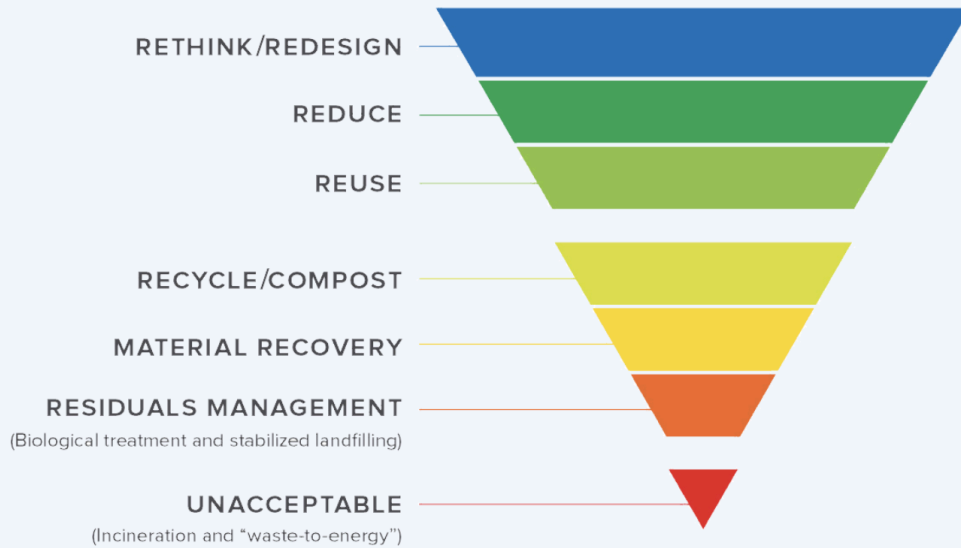 RETHINK/REDESIGN
REDUCE
REUSE
RECYCLE/COMPOST
MATERIAL RECOVERY
RESIDUALS MANAGEMENT
(Biological treatment and stabilized landfilling)
UNACCEPTABLE
(Incineration and “waste-to-energy”)